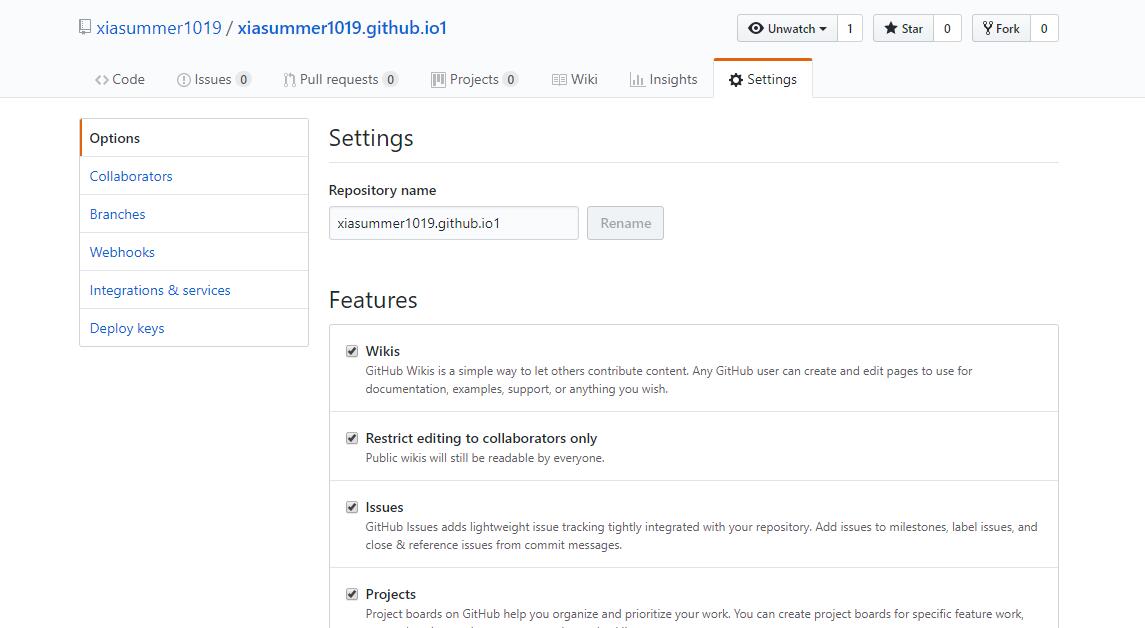 xiasummer1019 / xiasummer1019.github.io1
Unwatch 1 Star 0 Fork 0
Code Issues 0 Pull requests 0 Projects 0 Wiki Insights Settings
Options
Collaborators
Branches
Webhooks
Integrations & services
Deploy keys
Settings
Repository name
xiasummer1019.github.io1 Rename
Features
Wikis
GitHub Wikis is a simple way to let others contribute content. Any GitHub user can create and edit pages to use for
documentation, examples, support, or anything you wish.
Restrict editing to collaborators only
Public wikis will still be readable by everyone.
Issues
GitHub Issues adds lightweight issue tracking tightly integrated with your repository. Add issues to milestones, label issues, and
close & reference issues from commit messages.
Projects
Project boards on GitHub help you organize and prioritize your work. You can create project boards for specific feature work,